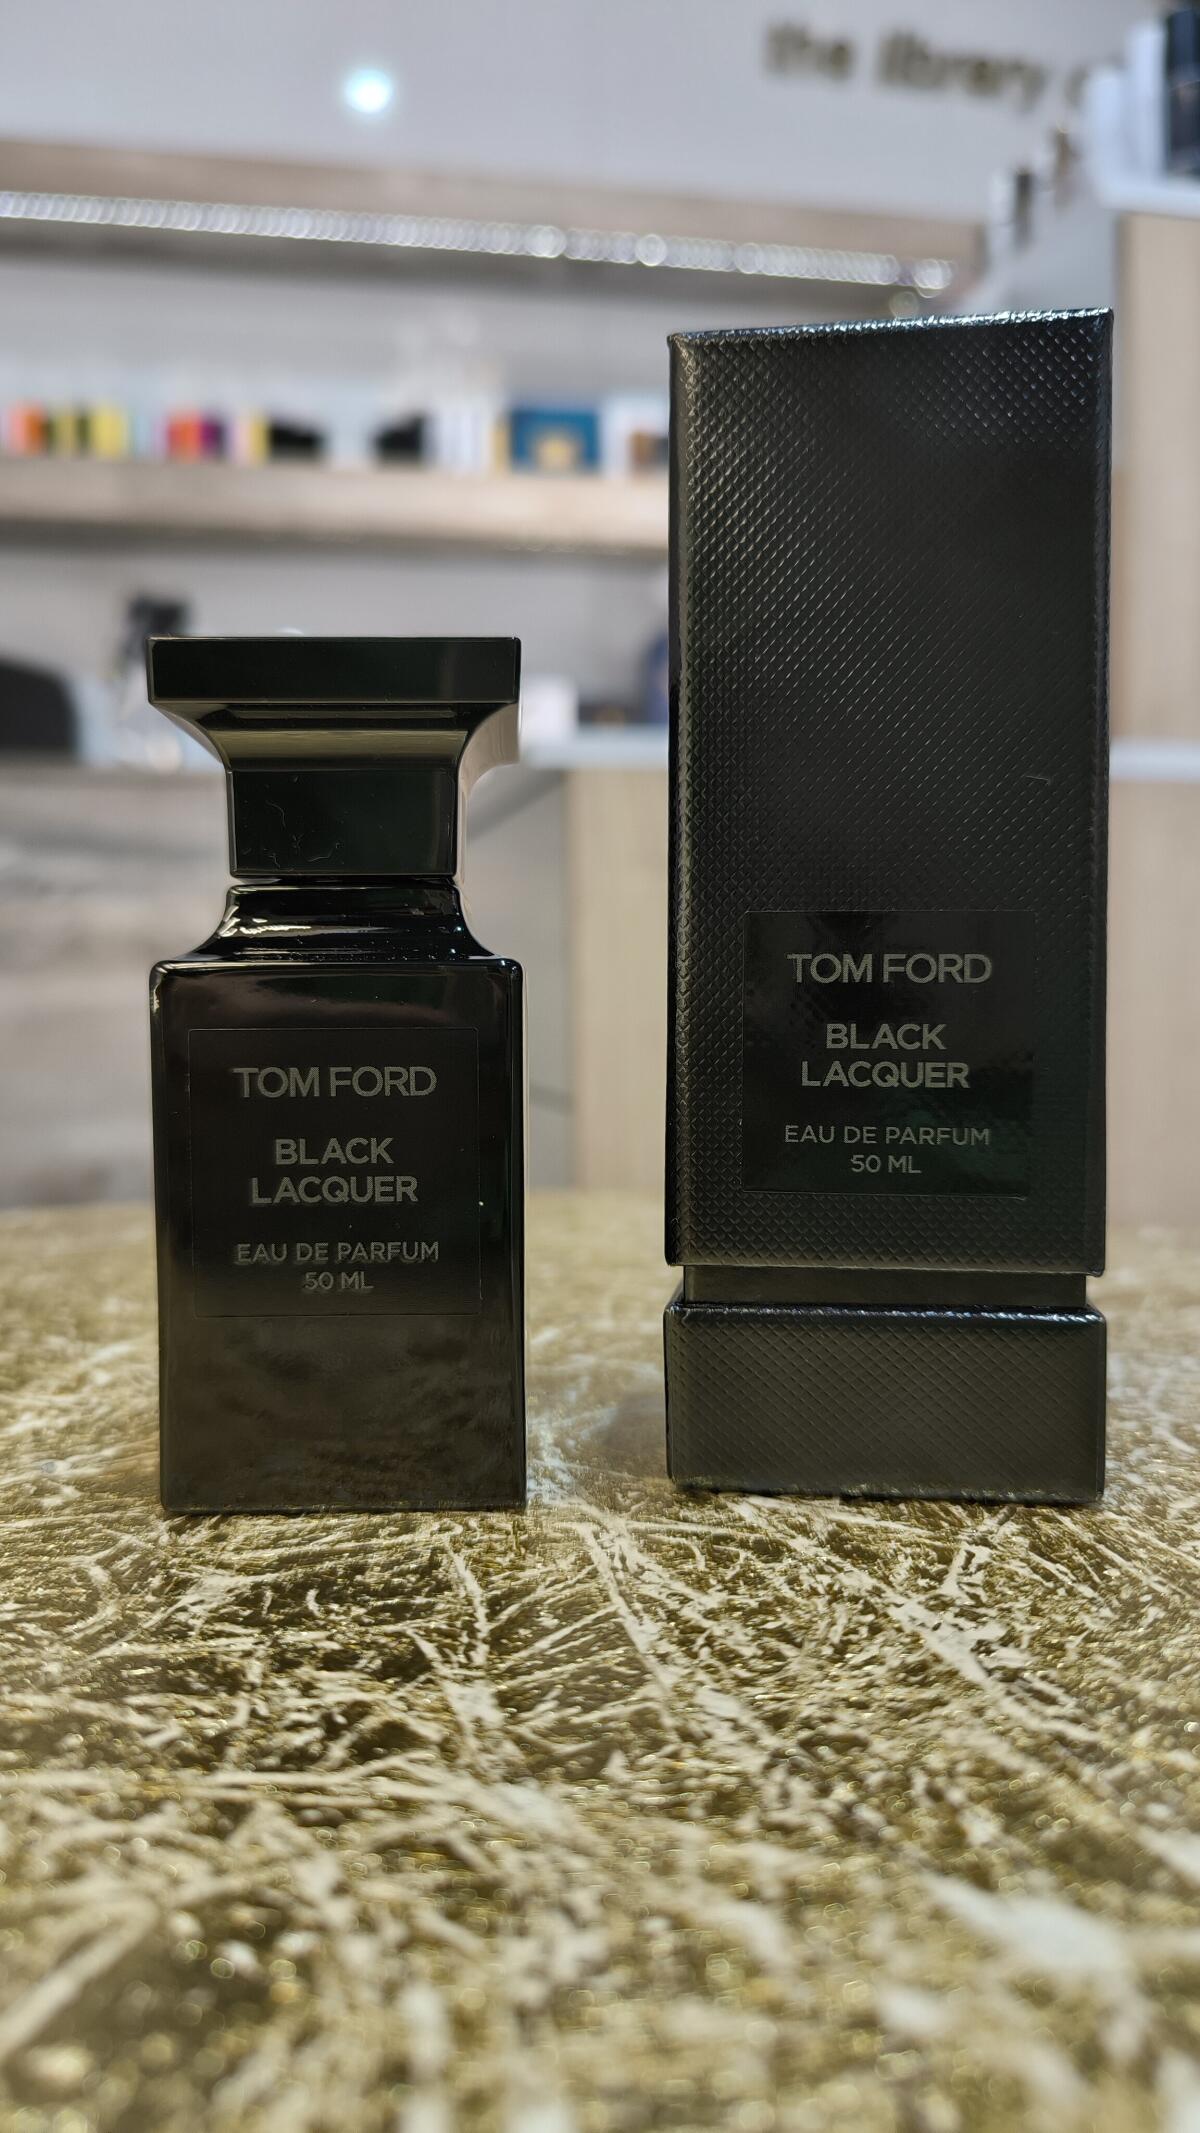 the library
TOM FORD
BLACK
LACQUER
EAU DE PARFUM
50 ML
TOM FORD
BLACK
LACQUER
EAU DE PARFUM
50 ML